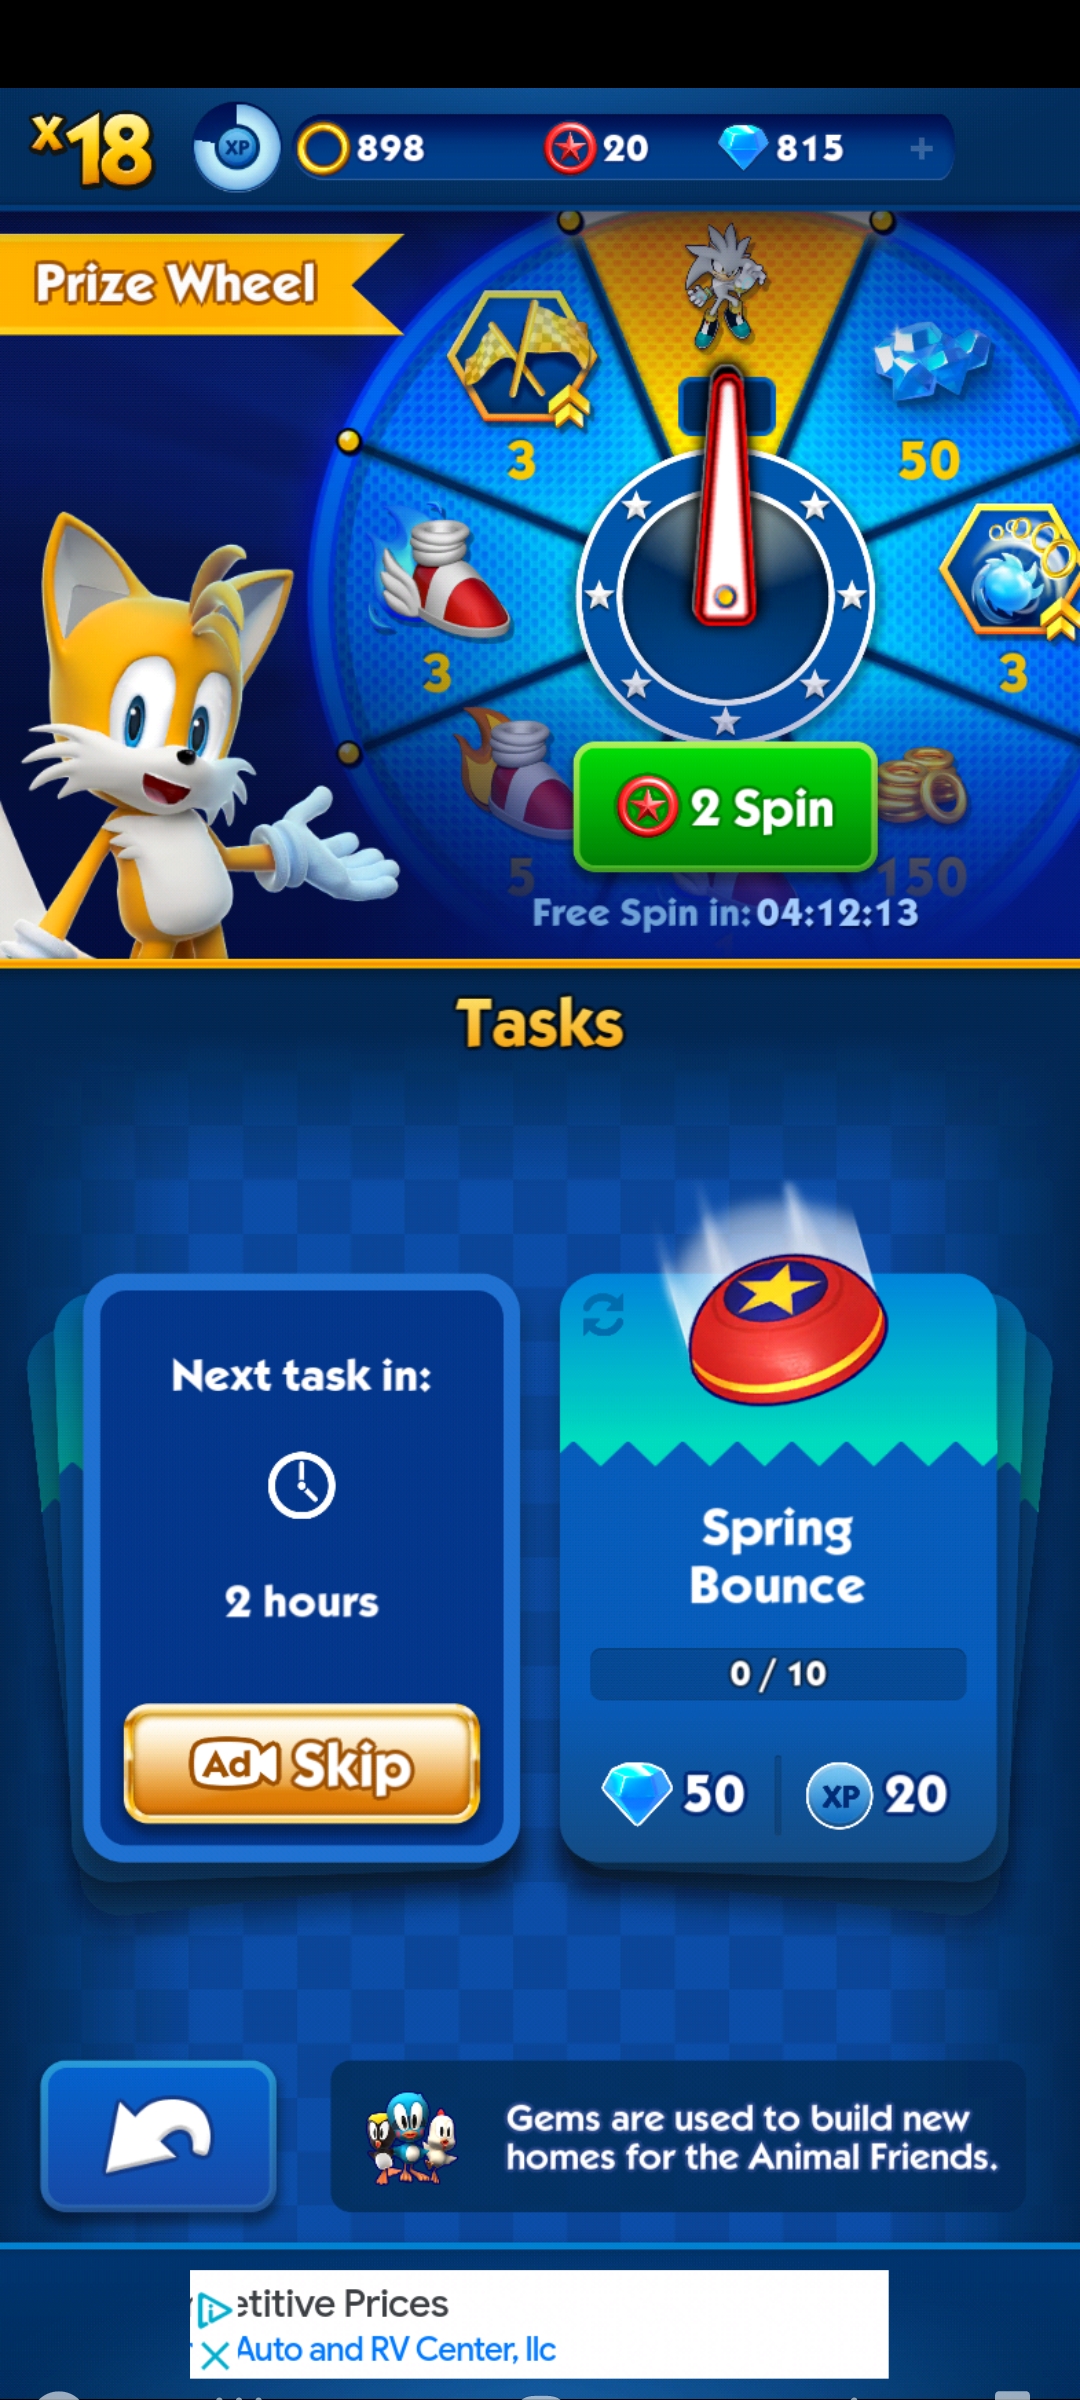 x18
XP
898
20
815
+
Prize Wheel
3
50
3
3
2 Spin
5
150
Free Spin in: 04:12:13
Tasks
Next task in:
2 hours
Ad Skip
Spring
Bounce
0 / 10
50
XP 20
Gems are used to build new
homes for the Animal Friends.
etitive Prices
Auto and RV Center, llc